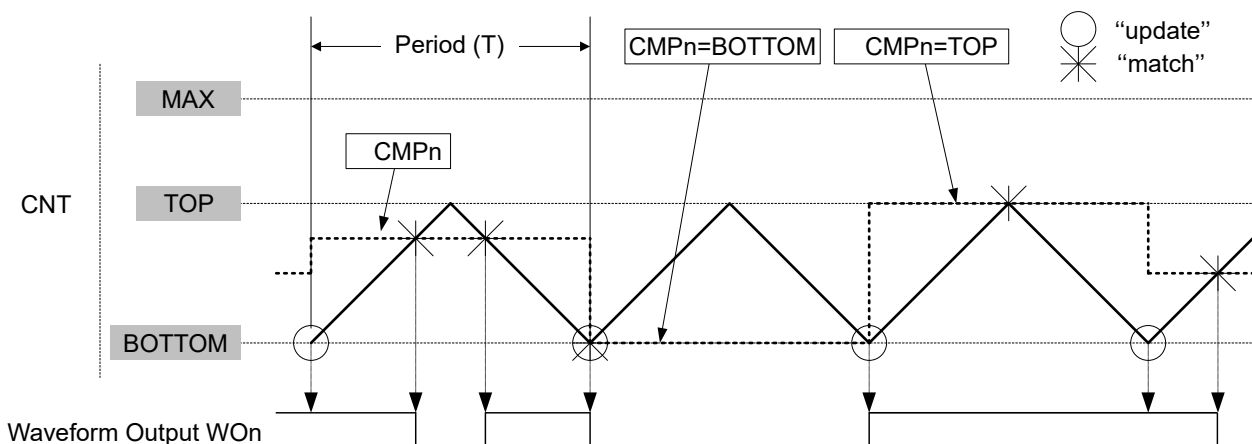 Period (T)
CMPn=BOTTOM
CMPn=TOP
“update”
“match”
MAX
CMPn
CNT
TOP
BOTTOM
Waveform Output WOn